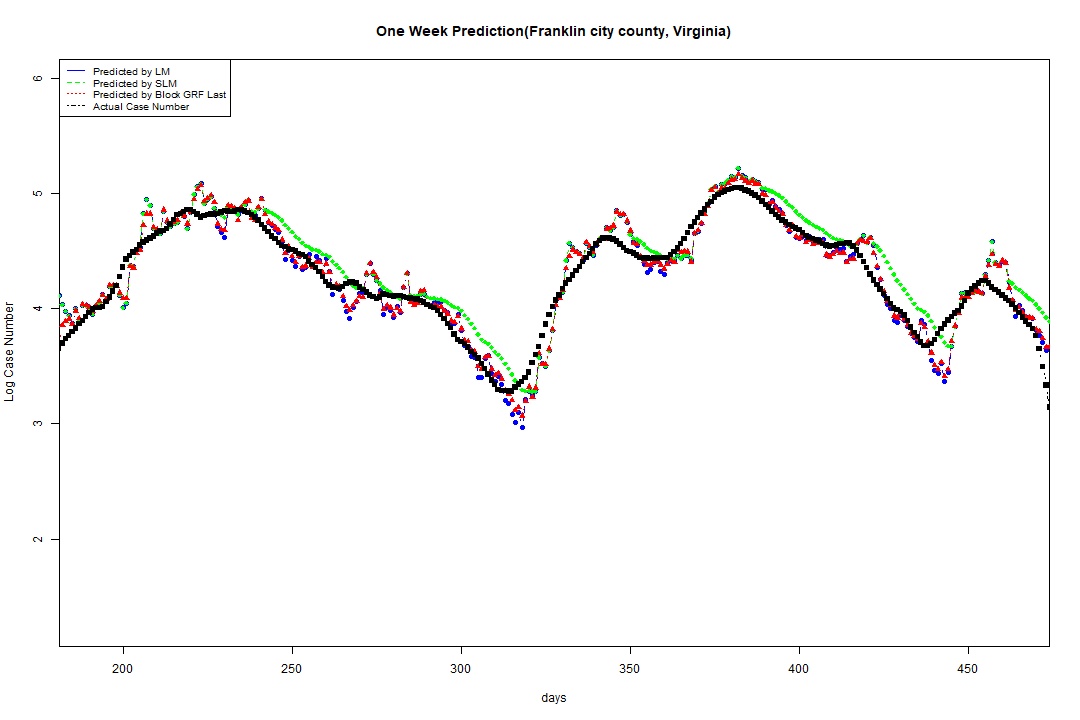 One Week Prediction(Franklin city county, Virginia)
Predicted by LM
Predicted by SLM
Predicted by Block GRF Last
Actual Case Number
6
5
4
3
2
Log Case Number
200 250 300 350 400 450
days